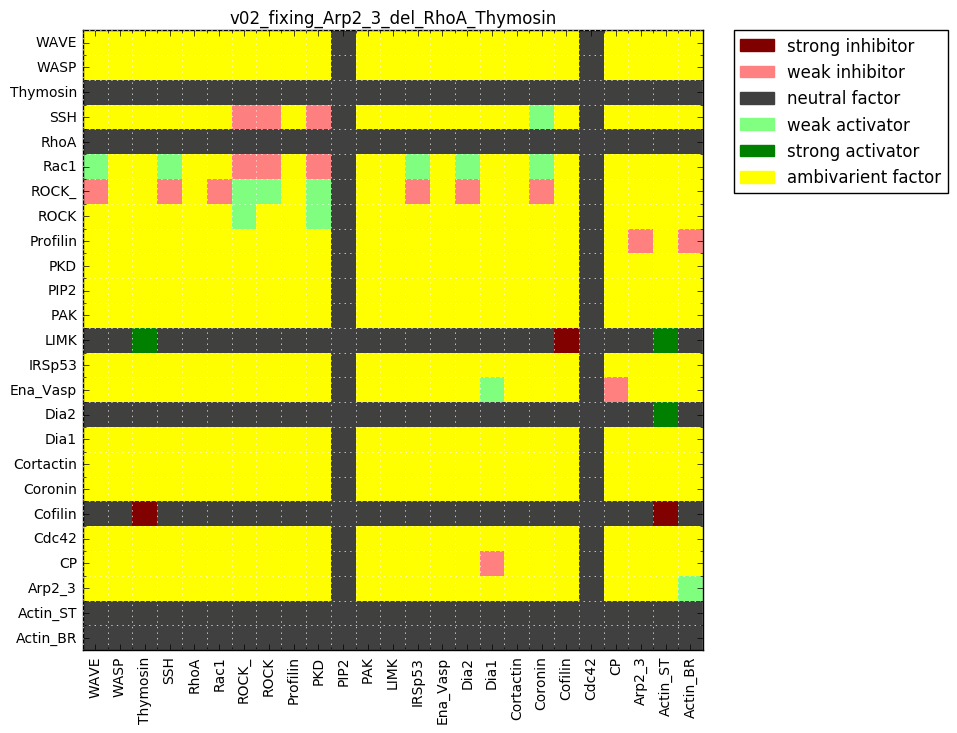 v02_fixing_Arp2_3_del_RhoA_Thymosin
WAVE
WASP
Thymosin
SSH
RhoA
Rac1
ROCK_
ROCK
Profilin
PKD
PIP2
PAK
LIMK
IRSp53
Ena_Vasp
Dia2
Dia1
Cortactin
Coronin
Cofilin
Cdc42
CP
Arp2_3
Actin_ST
Actin_BR
WAVE
WASP
Thymosin
SSH
RhoA
Rac1
ROCK_
ROCK
Profilin
PKD
PIP2
PAK
LIMK
IRSp53
Ena_Vasp
Dia2
Dia1
Cortactin
Coronin
Cofilin
Cdc42
CP
Arp2_3
Actin_ST
Actin_BR
strong inhibitor
weak inhibitor
neutral factor
weak activator
strong activator
ambivarient factor